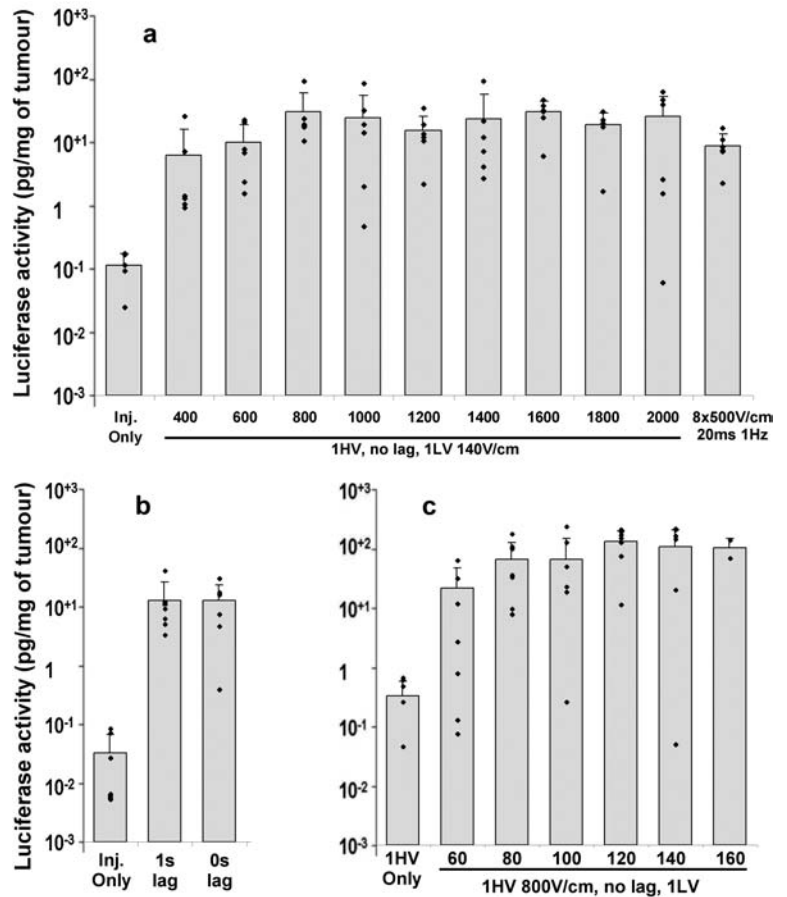 a
Luciferase activity (pg/mg of tumour)
10+3
10+2
10+1
1
10-1
10-2
10-3
Inj. Only 400 600 800 1000 1200 1400 1600 1800 2000 8x500V/cm 20ms 1Hz
1HV, no lag, 1LV 140V/cm
b
Luciferase activity (pg/mg of tumour)
10+3
10+2
10+1
1
10-1
10-2
10-3
Inj. Only 1s lag 0s lag
c
10+3
10+2
10+1
1
10-1
10-2
10-3
1HV Only 60 80 100 120 140 160
1HV 800V/cm, no lag, 1LV